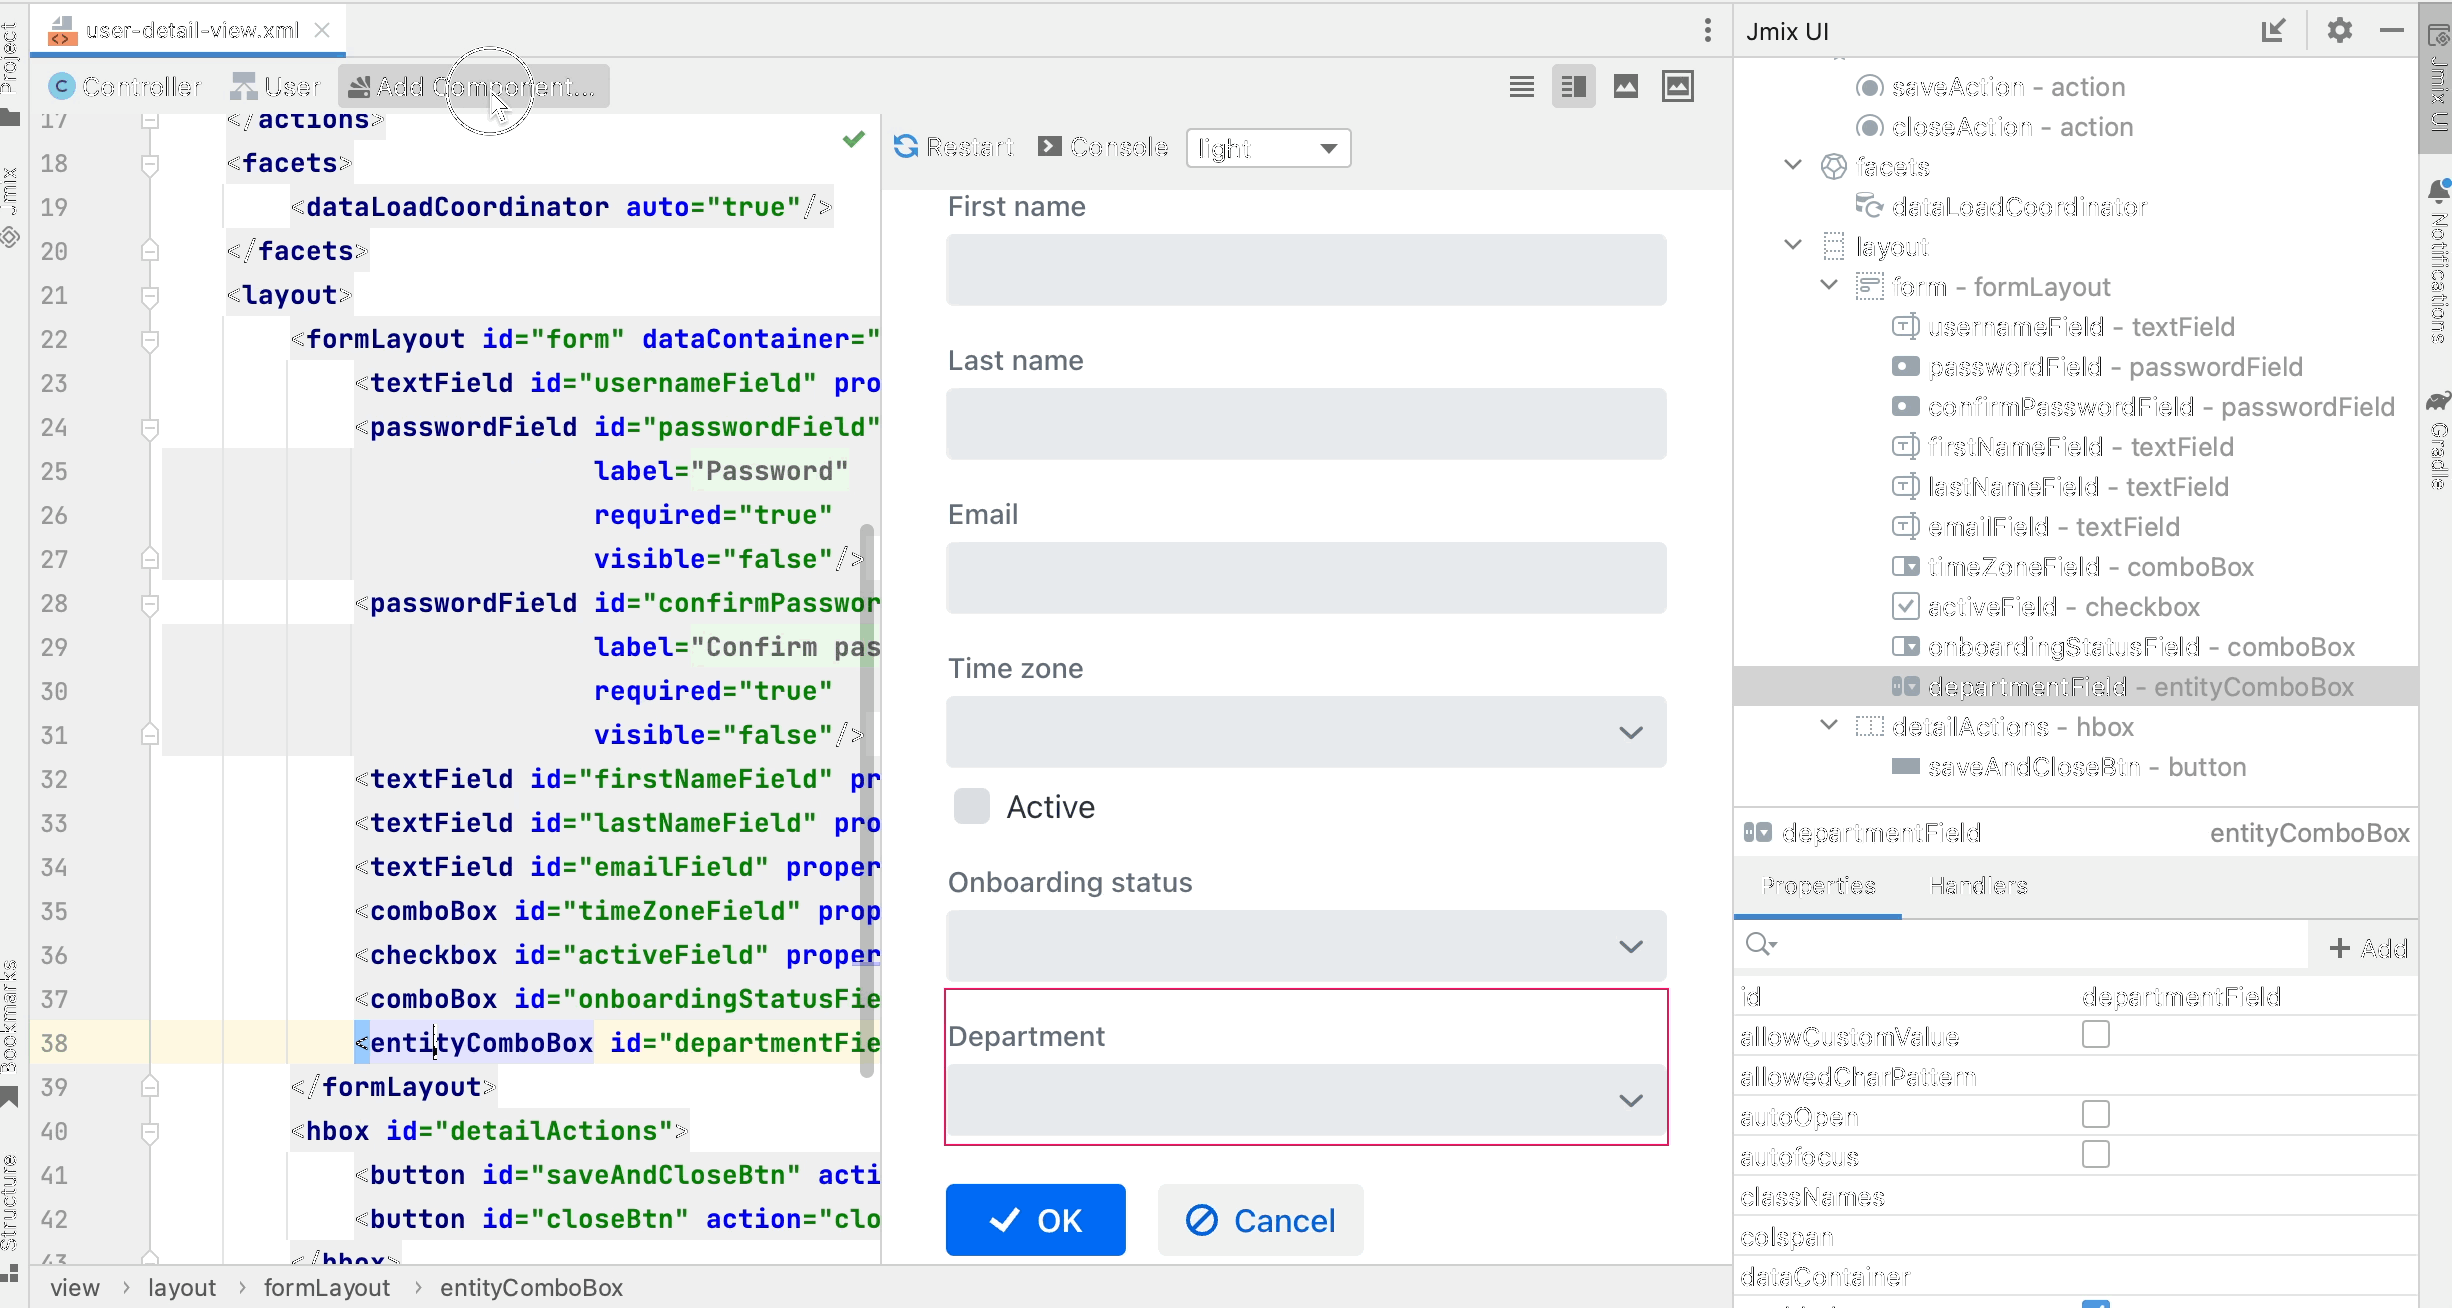 user-detail-view.xml
Jmix UI
Controller
User
Add Component...
Restart
Console
light
17 </actions>
18 <facets>
19 <dataLoadCoordinator auto="true"/>
20 </facets>
21 <layout>
22 <formLayout id="form" dataContainer="
23 <textField id="usernameField" pro
24 <passwordField id="passwordField"
25 label="Password"
26 required="true"
27 visible="false"/>
28 <passwordField id="confirmPasswor
29 label="Confirm pas
30 required="true"
31 visible="false"/>
32 <textField id="firstNameField" pr
33 <textField id="lastNameField" pro
34 <textField id="emailField" proper
35 <comboBox id="timeZoneField" prop
36 <checkbox id="activeField" proper
37 <comboBox id="onboardingStatusFie
38 <entityComboBox id="departmentFie
39 </formLayout>
40 <hbox id="detailActions">
41 <button id="saveAndCloseBtn" acti
42 <button id="closeBtn" action="clo
43 </hbox>
view › layout › formLayout › entityComboBox
First name
Last name
Email
Time zone
Active
Onboarding status
Department
OK
Cancel
saveAction - action
closeAction - action
facets
dataLoadCoordinator
layout
form - formLayout
usernameField - textField
passwordField - passwordField
confirmPasswordField - passwordField
firstNameField - textField
lastNameField - textField
emailField - textField
timeZoneField - comboBox
activeField - checkbox
onboardingStatusField - comboBox
departmentField - entityComboBox
detailActions - hbox
saveAndCloseBtn - button
departmentField entityComboBox
Properties Handlers
Add
id departmentField
allowCustomValue
allowedCharPattern
autoOpen
autofocus
classNames
colspan
dataContainer
Project
Jmix
Bookmarks
Structure
Jmix UI
Notifications
Gradle